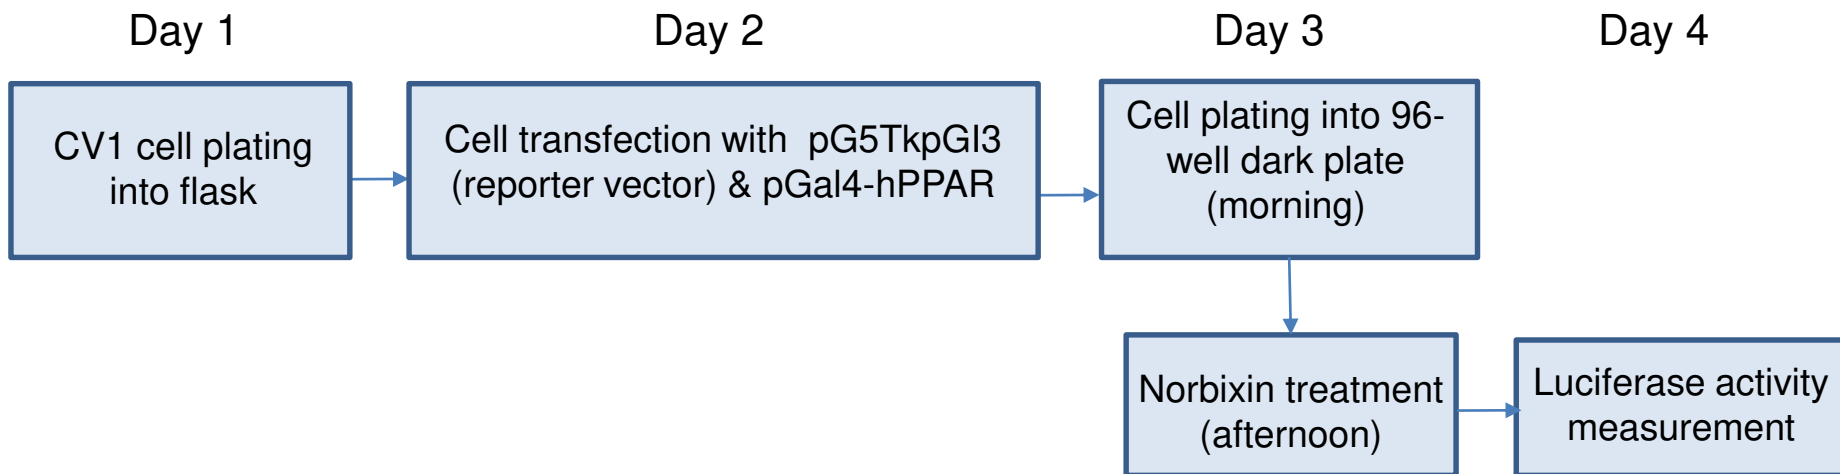 Day 1
Day 2
Day 3
Day 4
CV1 cell plating
into flask
Cell transfection with pG5TkpGl3
(reporter vector) & pGal4-hPPAR
Cell plating into 96-
well dark plate
(morning)
Norbixin treatment
(afternoon)
Luciferase activity
measurement